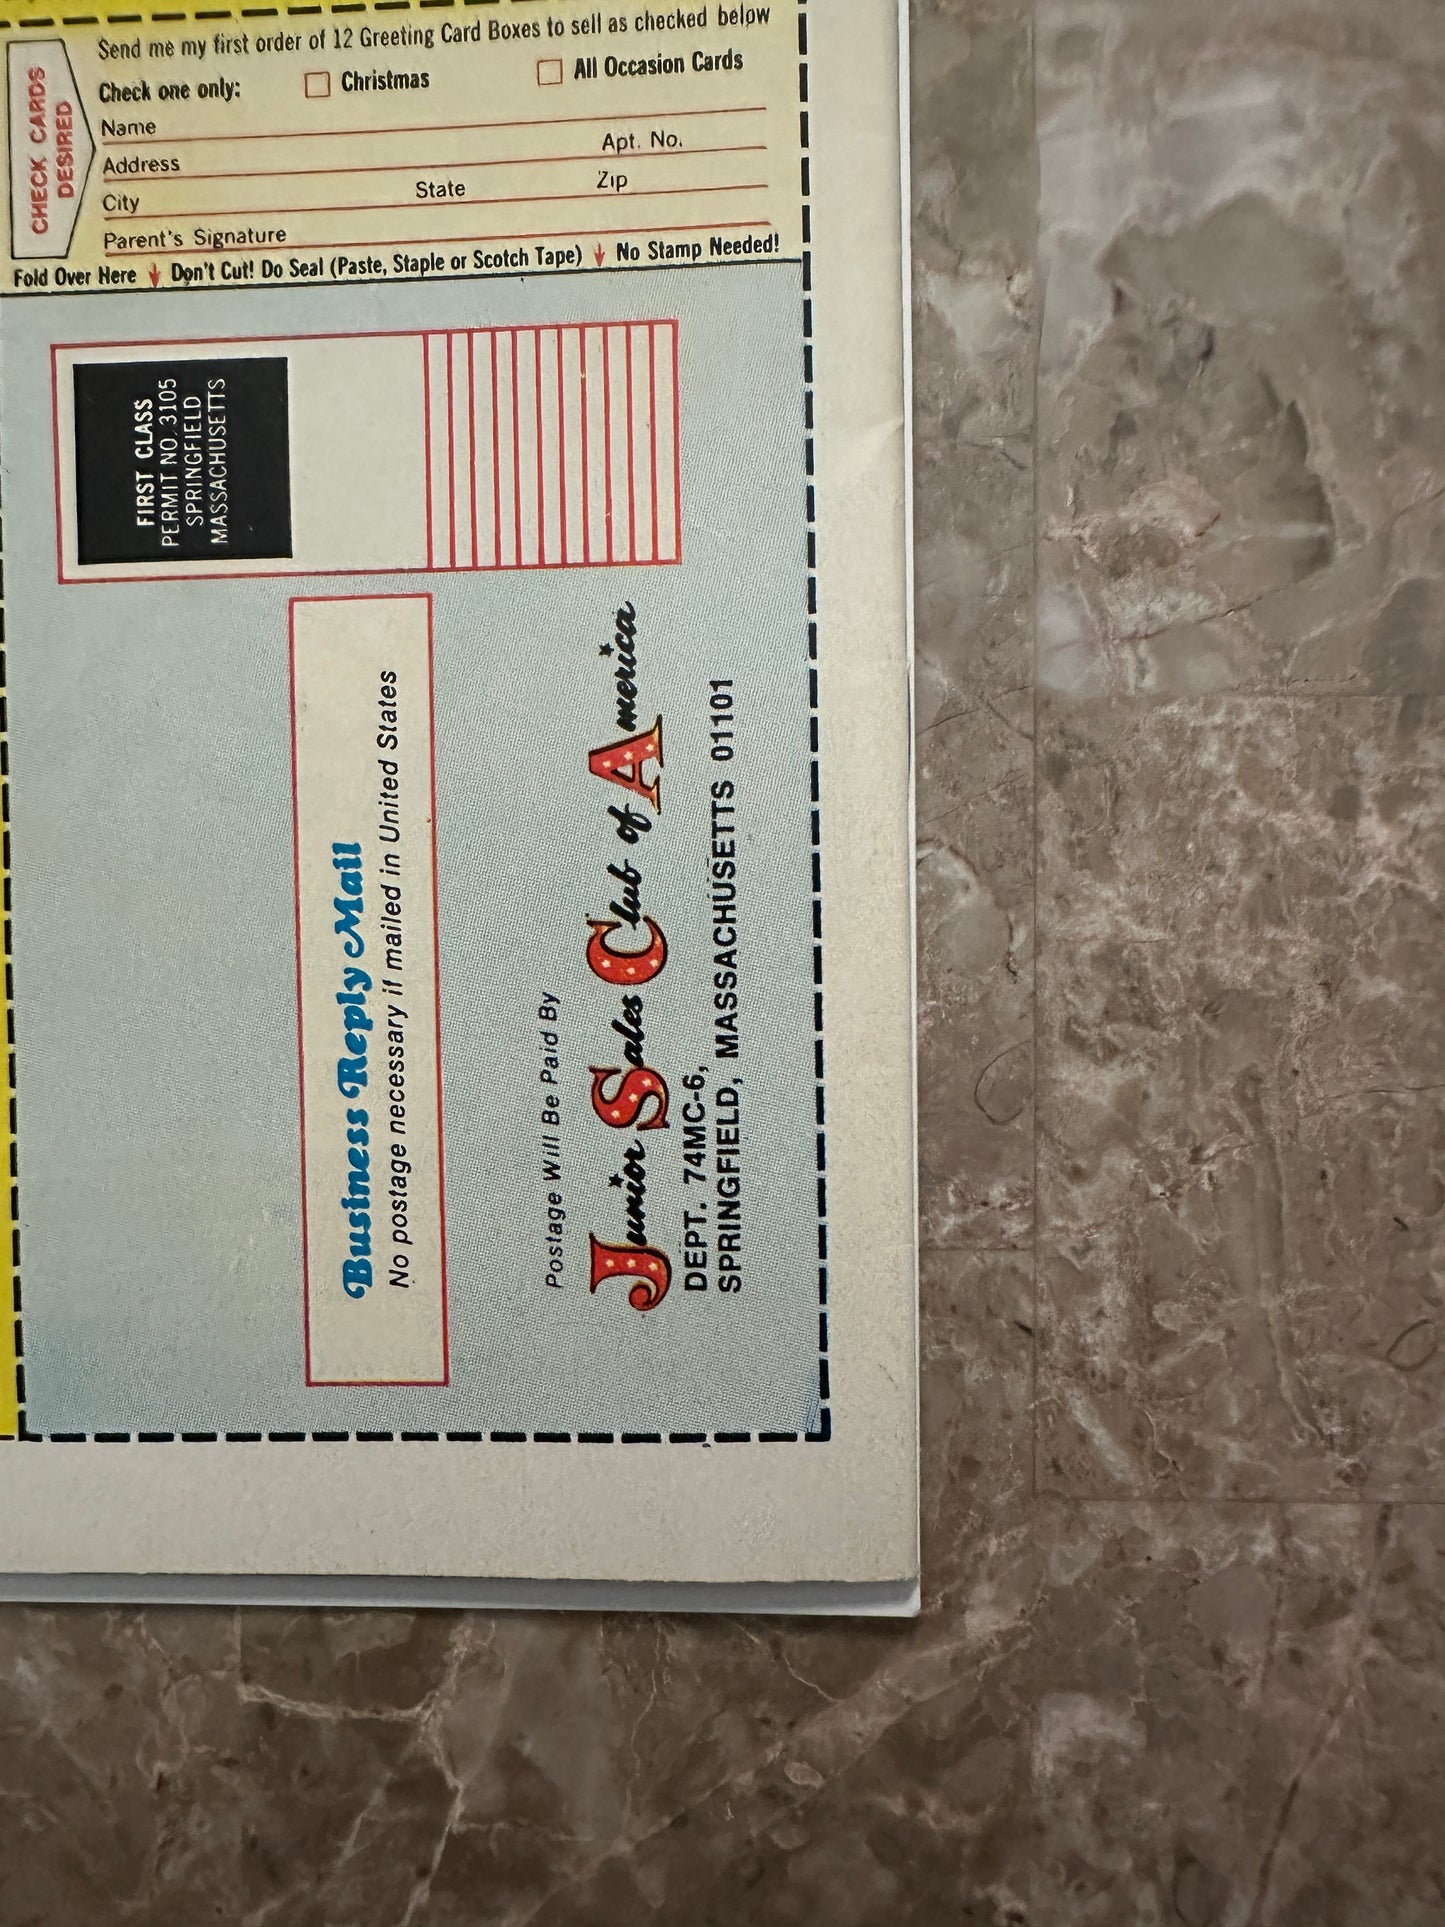 CHECK CARDS
DESIRED
Send me my first order of 12 Greeting Card Boxes to sell as checked below
Check one only: Christmas All Occasion Cards
Name
Address Apt. No.
City State Zip
Parent's Signature
Fold Over Here Don't Cut! Do Seal (Paste, Staple or Scotch Tape) No Stamp Needed!
FIRST CLASS
PERMIT NO. 3105
SPRINGFIELD
MASSACHUSETTS
Business Reply Mail
No postage necessary if mailed in United States
Postage Will Be Paid By
Junior Sales Club of America
DEPT. 74MC-6,
SPRINGFIELD, MASSACHUSETTS 01101